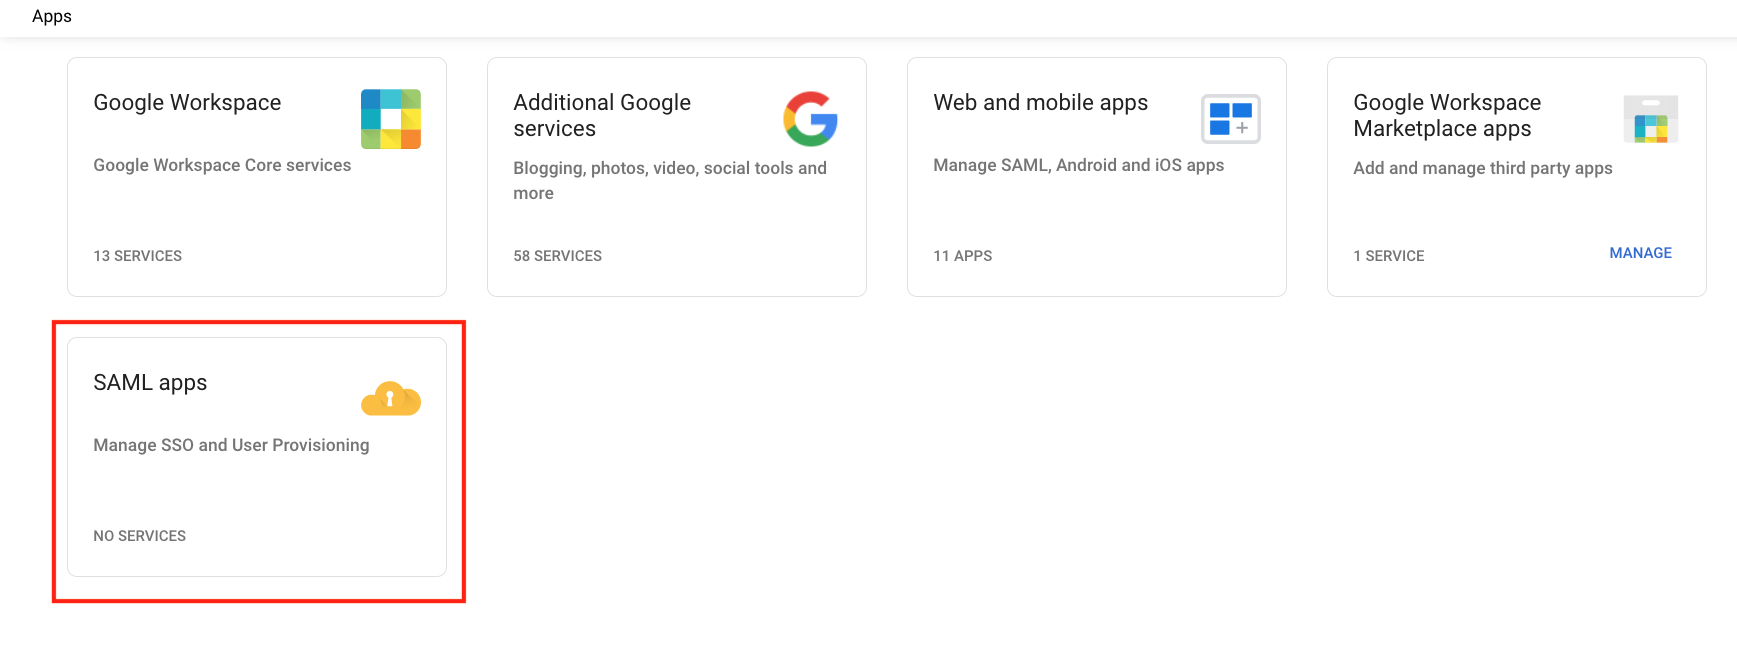 Apps
Google Workspace
Google Workspace Core services
13 SERVICES
Additional Google
services
Blogging, photos, video, social tools and
more
58 SERVICES
Web and mobile apps
Manage SAML, Android and iOS apps
11 APPS
Google Workspace
Marketplace apps
Add and manage third party apps
1 SERVICE
MANAGE
SAML apps
Manage SSO and User Provisioning
NO SERVICES